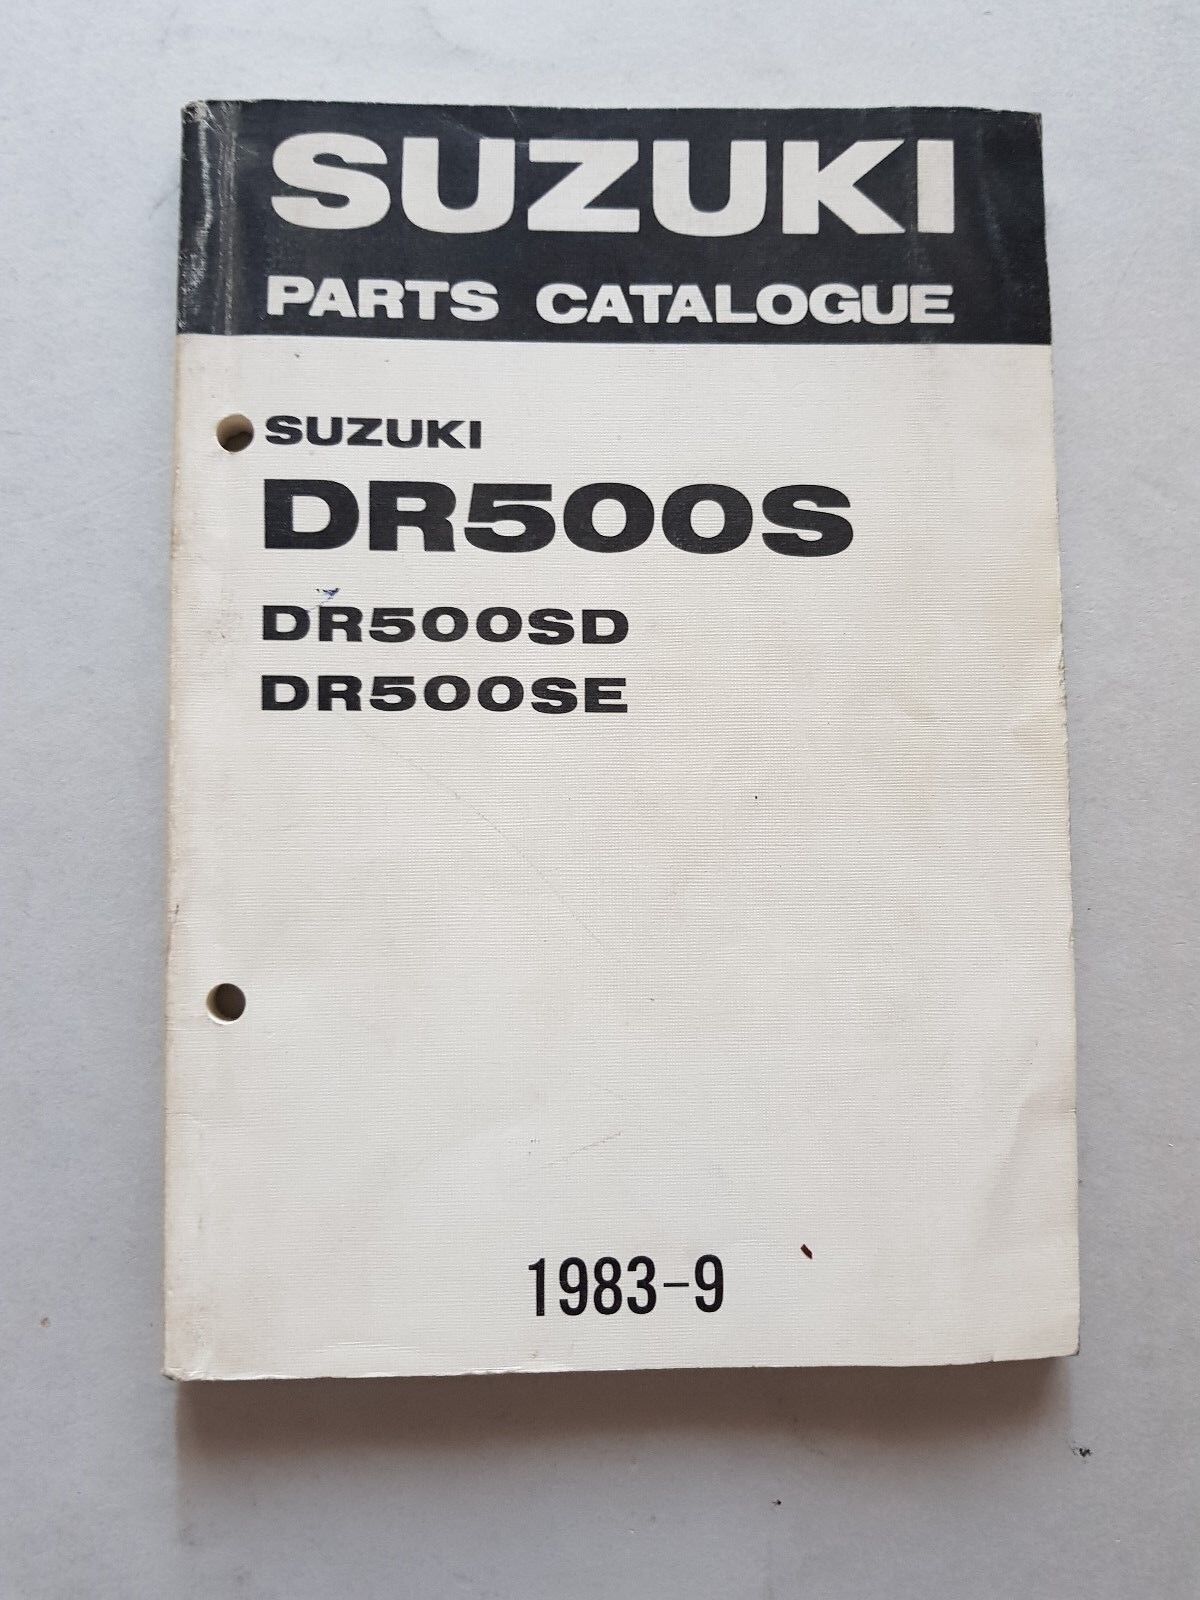 SUZUKI
PARTS CATALOGUE
SUZUKI
DR500S
DR500SD
DR500SE
1983-9